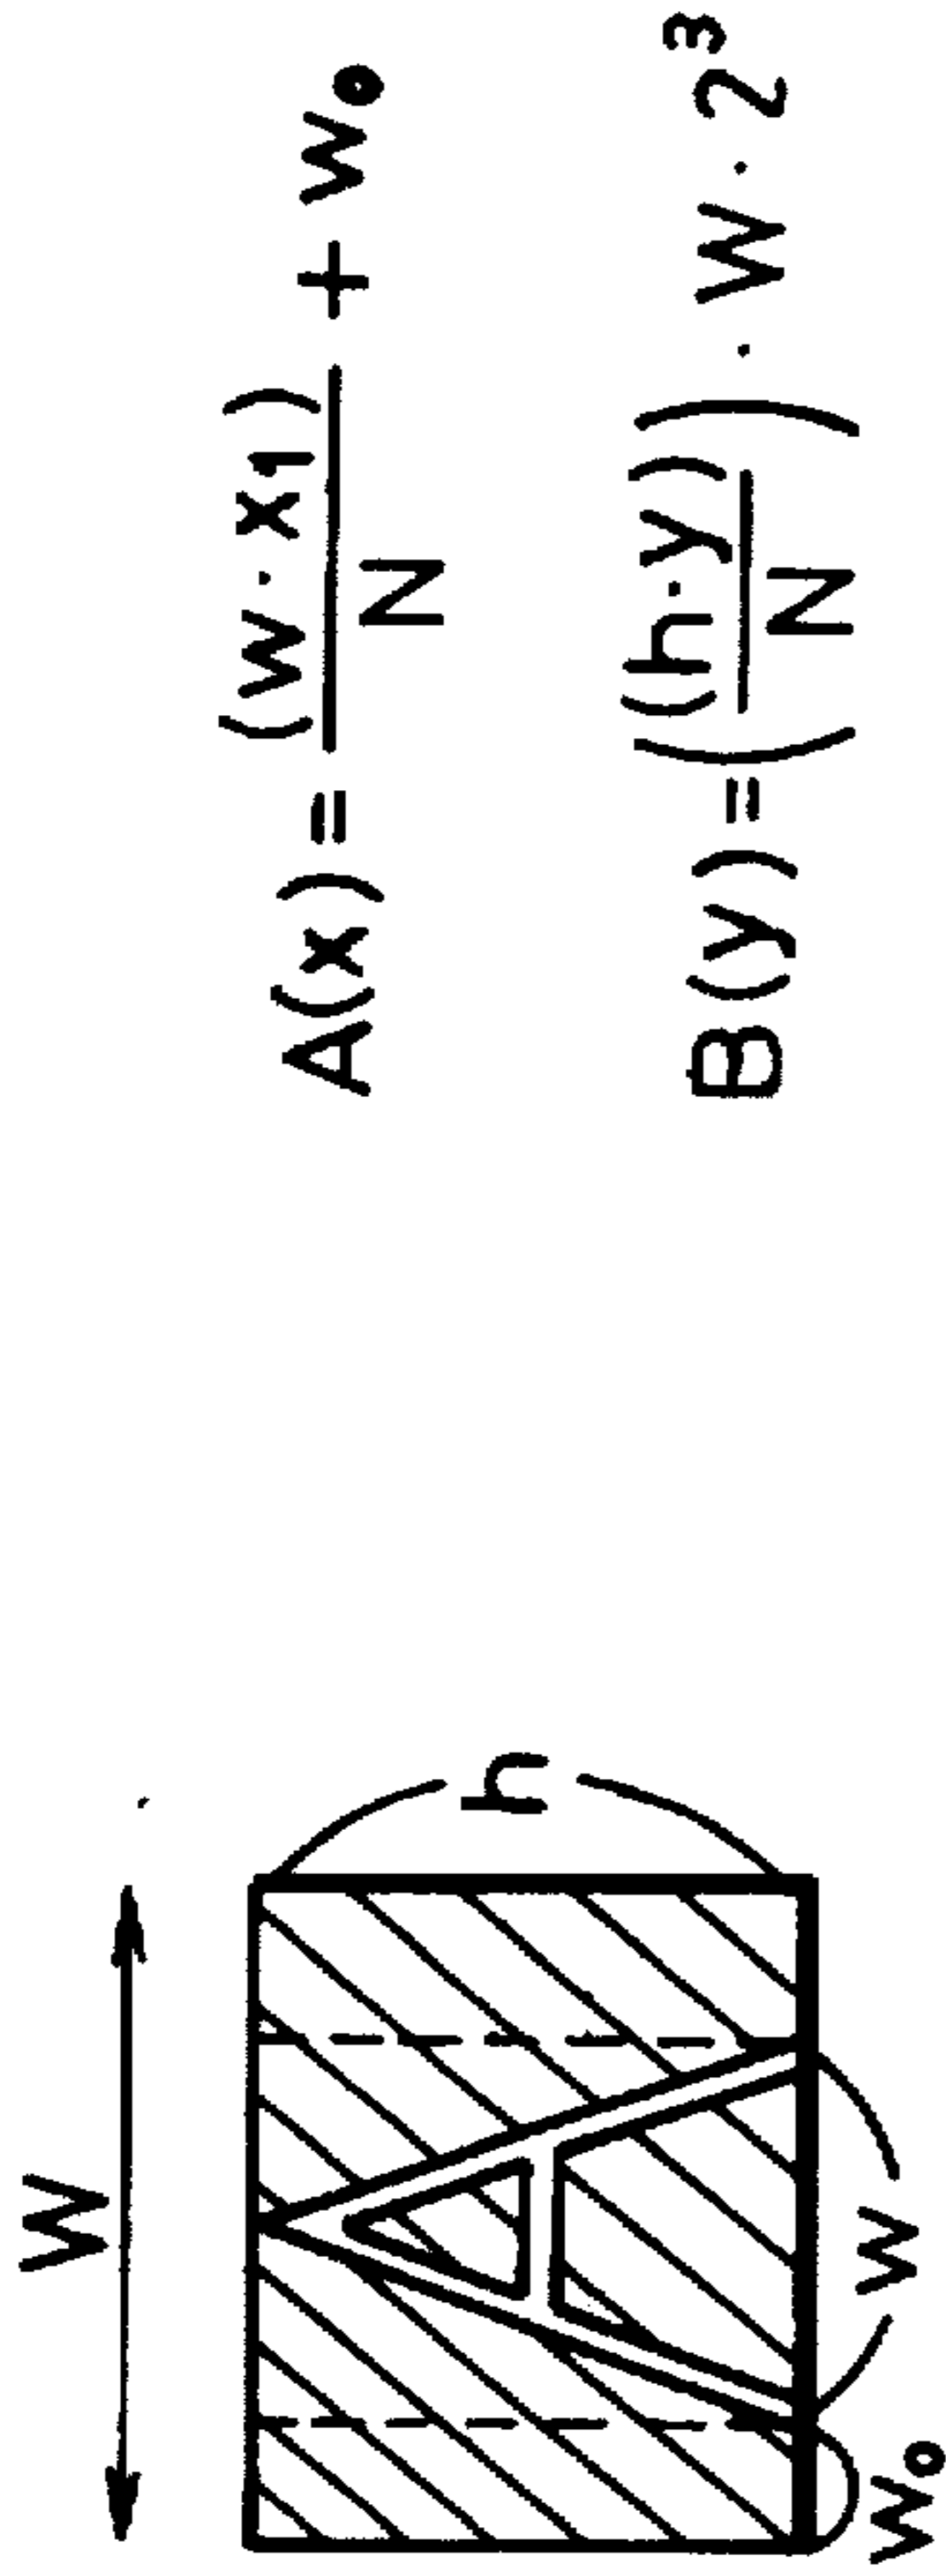 W
A
h
w₀
w
A(x) = (w · x1) / N + w₀
B(y) = ((h · y) / N) · W · 2³